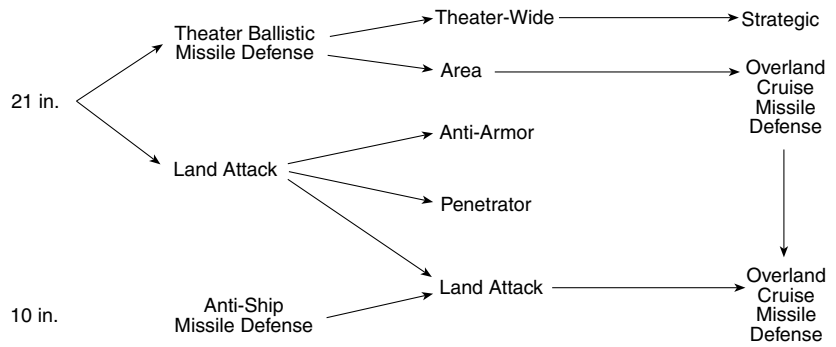 Theater-Wide
Strategic
Theater Ballistic
Missile Defense
Area
Overland
Cruise
Missile
Defense
21 in.
Anti-Armor
Land Attack
Penetrator
Land Attack
Overland
Cruise
Missile
Defense
10 in.
Anti-Ship
Missile Defense